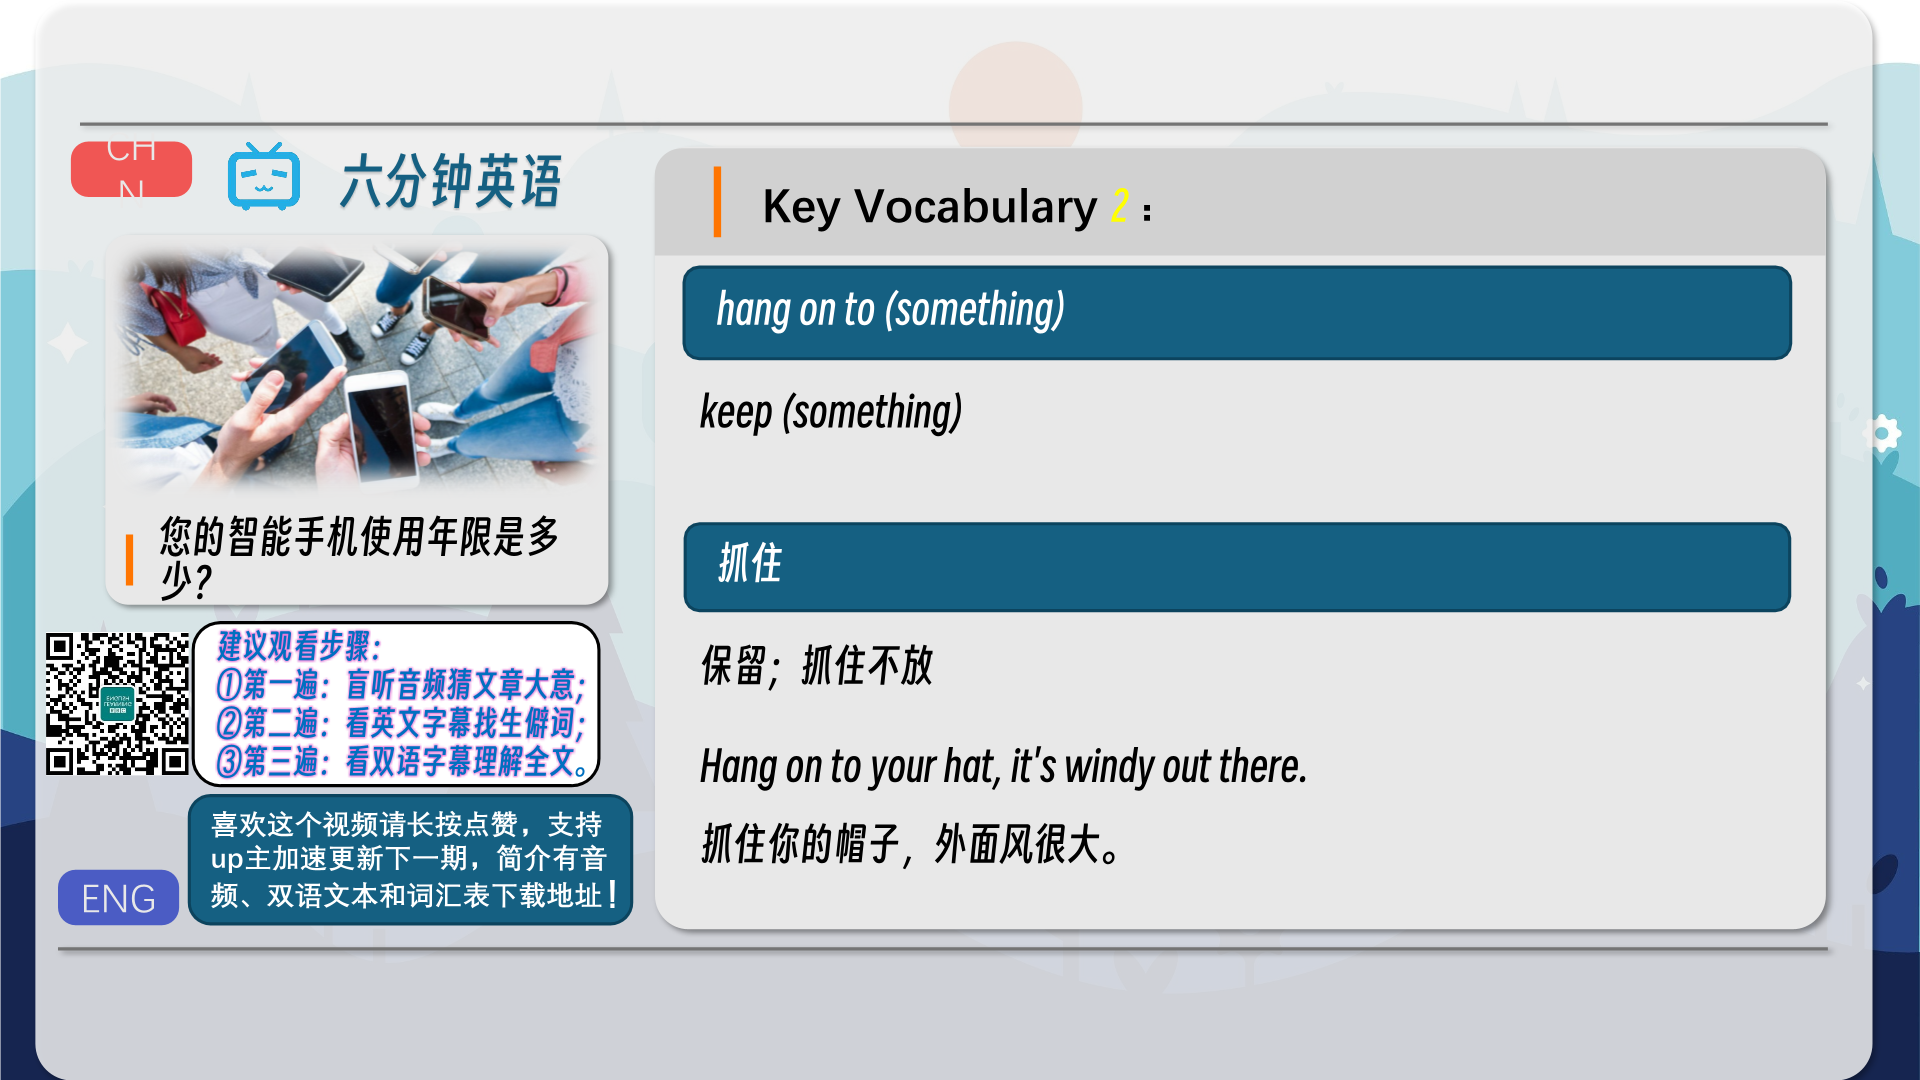 CH
N
六分钟英语
您的智能手机使用年限是多
少？
建议观看步骤：
①第一遍：盲听音频猜文章大意；
②第二遍：看英文字幕找生僻词；
③第三遍：看双语字幕理解全文。
喜欢这个视频请长按点赞，支持
up主加速更新下一期，简介有音
频、双语文本和词汇表下载地址！
ENG
Key Vocabulary 2：
hang on to (something)
keep (something)
抓住
保留；抓住不放
Hang on to your hat, it's windy out there.
抓住你的帽子，外面风很大。